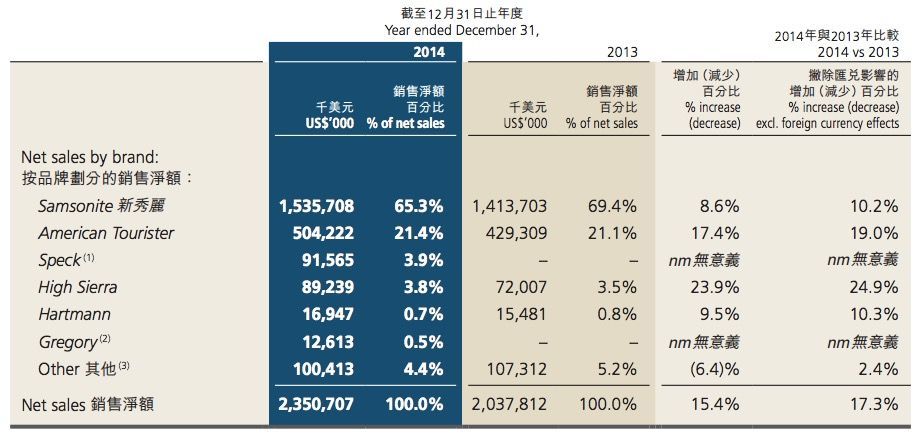 截至12月31日止年度
Year ended December 31,
2014年與2013年比較
2014 2013 2014 vs 2013
增加（減少） 撇除匯兌影響的
銷售淨額 銷售淨額 百分比 增加（減少）百分比
千美元 百分比 千美元 百分比 % increase % increase (decrease)
US$'000 % of net sales US$'000 % of net sales (decrease) excl. foreign currency effects
Net sales by brand:
按品牌劃分的銷售淨額：
Samsonite 新秀麗 1,535,708 65.3% 1,413,703 69.4% 8.6% 10.2%
American Tourister 504,222 21.4% 429,309 21.1% 17.4% 19.0%
Speck (1) 91,565 3.9% – – nm無意義 nm無意義
High Sierra 89,239 3.8% 72,007 3.5% 23.9% 24.9%
Hartmann 16,947 0.7% 15,481 0.8% 9.5% 10.3%
Gregory (2) 12,613 0.5% – – nm無意義 nm無意義
Other 其他 (3) 100,413 4.4% 107,312 5.2% (6.4)% 2.4%
Net sales 銷售淨額 2,350,707 100.0% 2,037,812 100.0% 15.4% 17.3%